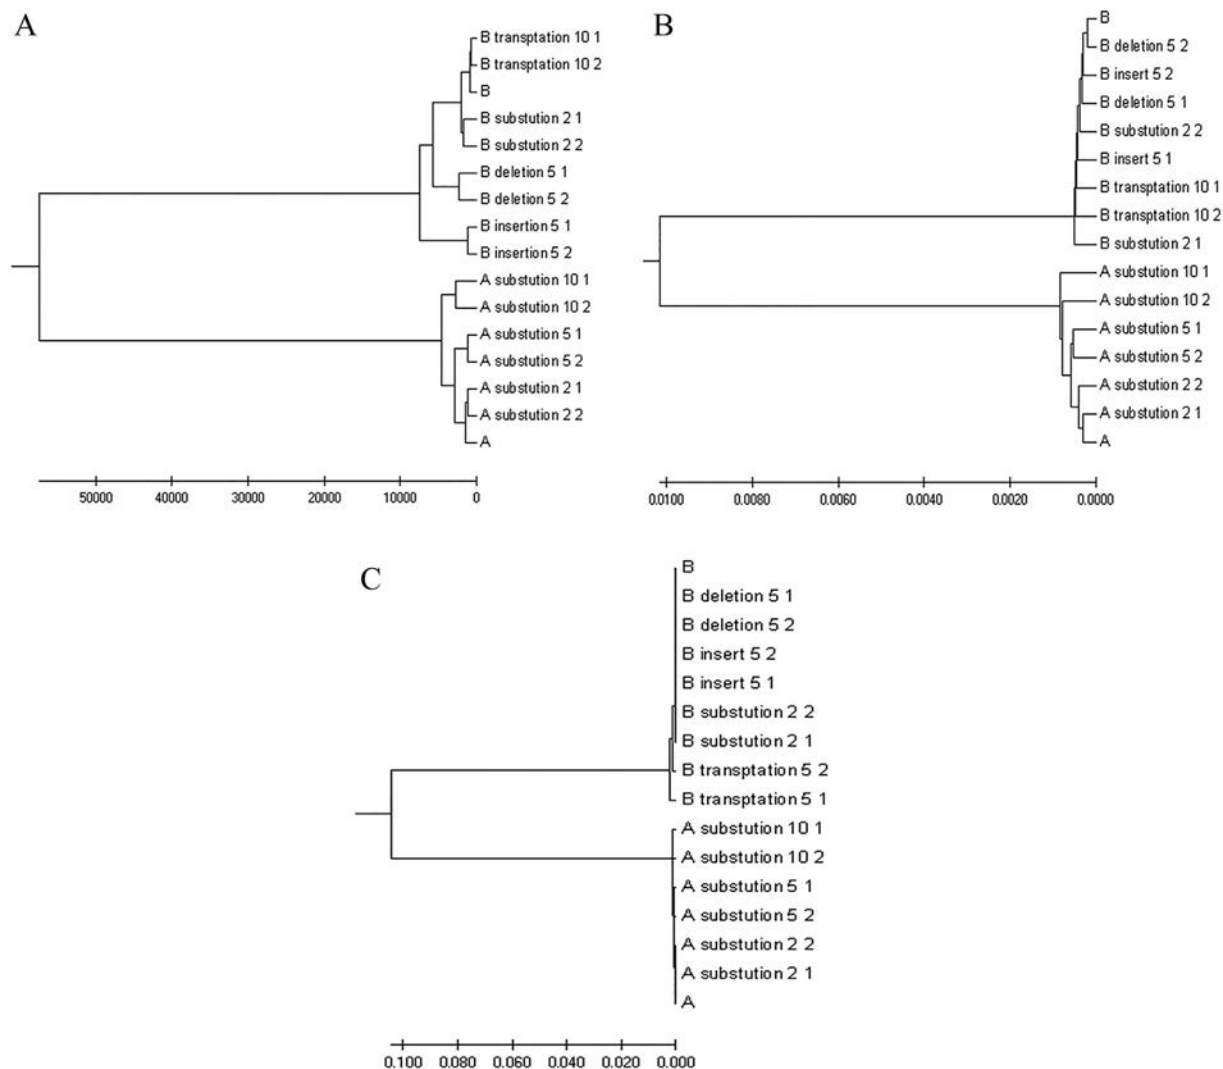 A
B transptation 10 1
B transptation 10 2
B
B substution 2 1
B substution 2 2
B deletion 5 1
B deletion 5 2
B insertion 5 1
B insertion 5 2
A substution 10 1
A substution 10 2
A substution 5 1
A substution 5 2
A substution 2 1
A substution 2 2
A
50000 40000 30000 20000 10000 0
B
B
B deletion 5 2
B insert 5 2
B deletion 5 1
B substution 2 2
B insert 5 1
B transptation 10 1
B transptation 10 2
B substution 2 1
A substution 10 1
A substution 10 2
A substution 5 1
A substution 5 2
A substution 2 2
A substution 2 1
A
0.0100 0.0080 0.0060 0.0040 0.0020 0.0000
C
B
B deletion 5 1
B deletion 5 2
B insert 5 2
B insert 5 1
B substution 2 2
B substution 2 1
B transptation 5 2
B transptation 5 1
A substution 10 1
A substution 10 2
A substution 5 1
A substution 5 2
A substution 2 2
A substution 2 1
A
0.100 0.080 0.060 0.040 0.020 0.000